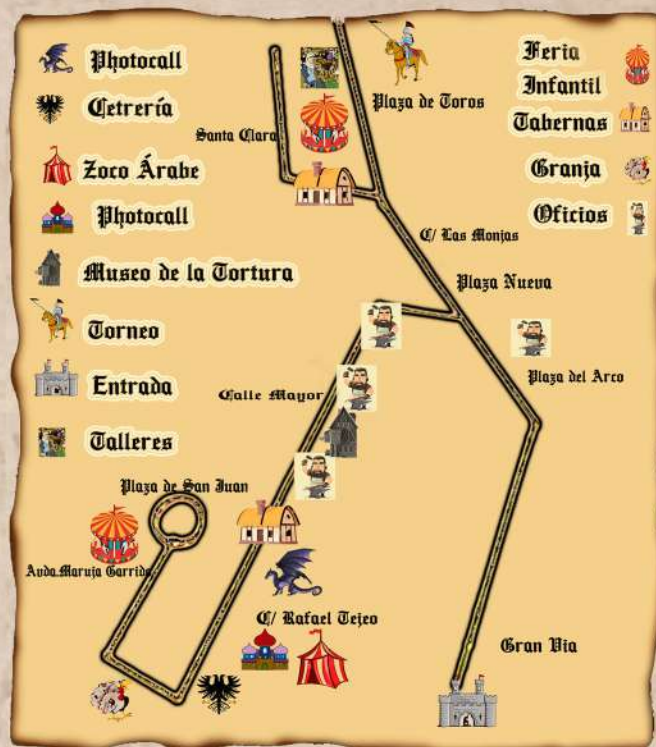 Photocall
Cetrería
Zoco Árabe
Photocall
Museo de la Tortura
Torneo
Entrada
Talleres
Feria
Infantil
Tabernas
Granja
Oficios
Plaza de Toros
Santa Clara
C/ Las Monjas
Plaza Nueva
Plaza del Arco
Calle Mayor
Plaza de San Juan
Avda Maruja Garrido
C/ Rafael Tejeo
Gran Via